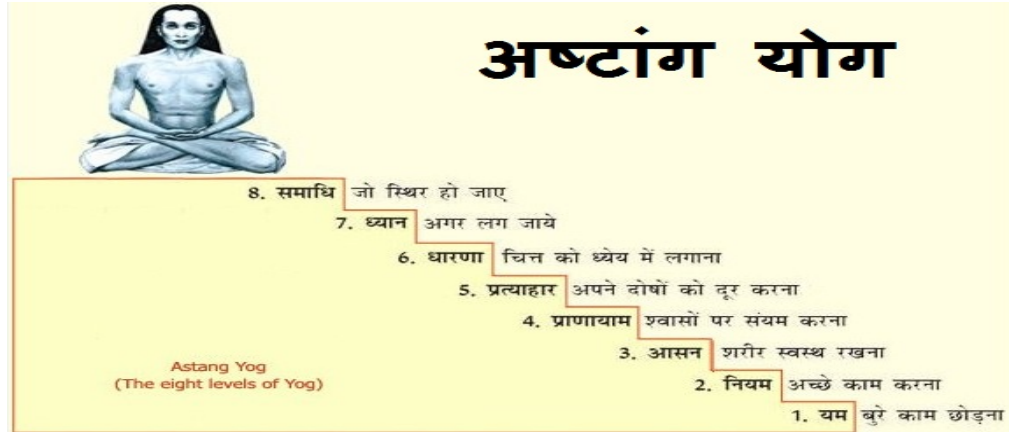 अष्टांग योग
8. समाधि जो स्थिर हो जाए
7. ध्यान अगर लग जाये
6. धारणा चित्त को ध्येय में लगाना
5. प्रत्याहार अपने दोषों को दूर करना
4. प्राणायाम श्वासों पर संयम करना
3. आसन शरीर स्वस्थ रखना
2. नियम अच्छे काम करना
1. यम बुरे काम छोड़ना
Astang Yog
(The eight levels of Yog)